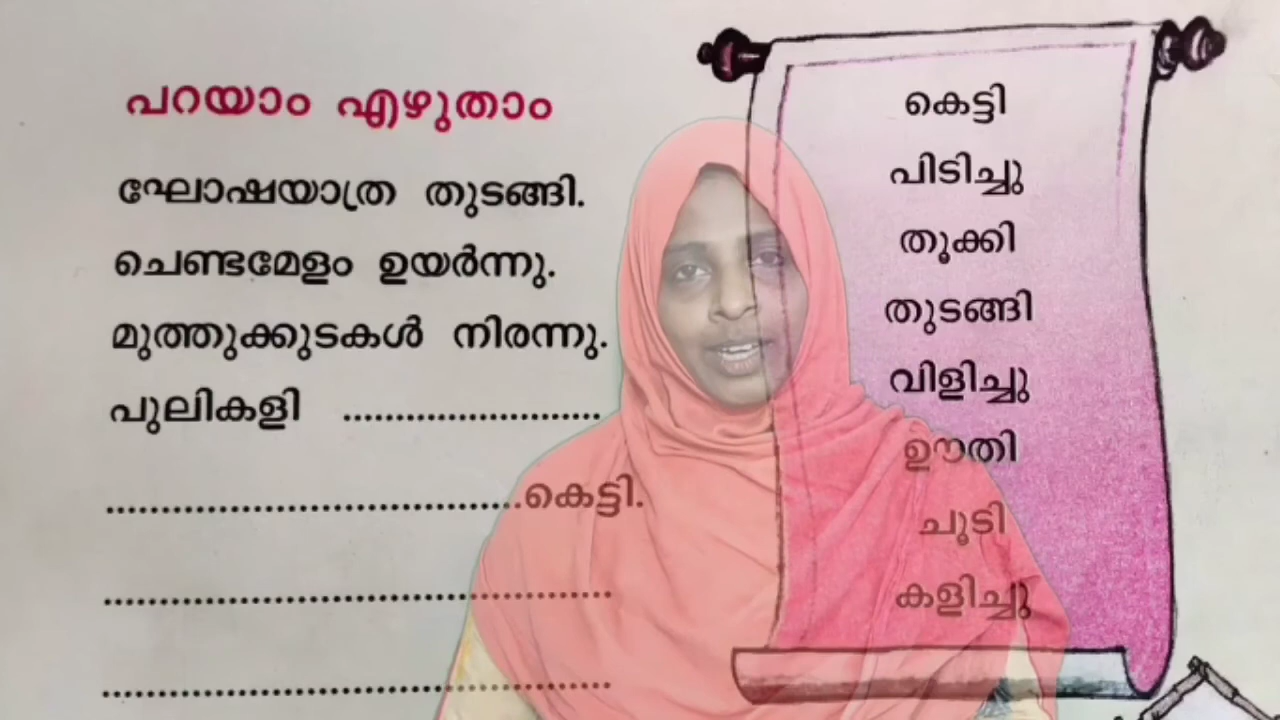 പറയാം എഴുതാം
ഘോഷയാത്ര തുടങ്ങി.
ചെണ്ടമേളം ഉയർന്നു.
മുത്തുക്കുടകൾ നിരന്നു.
പുലികളി ..............................
..................................................കെട്ടി.
കെട്ടി
പിടിച്ചു
തൂക്കി
തുടങ്ങി
വിളിച്ചു
ഊതി
ചൂടി
കളിച്ചു